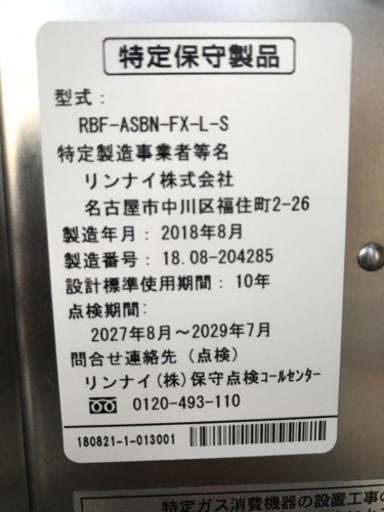 特定保守製品
型式：
RBF-ASBN-FX-L-S
特定製造事業者等名
リンナイ株式会社
名古屋市中川区福住町2-26
製造年月：2018年8月
製造番号：18.08-204285
設計標準使用期間：10年
点検期間：
2027年8月～2029年7月
問合せ連絡先（点検）
リンナイ(株)保守点検ｺｰﾙｾﾝﾀｰ
0120-493-110
180821-1-013001
特定ガス消費機器の設置工事の